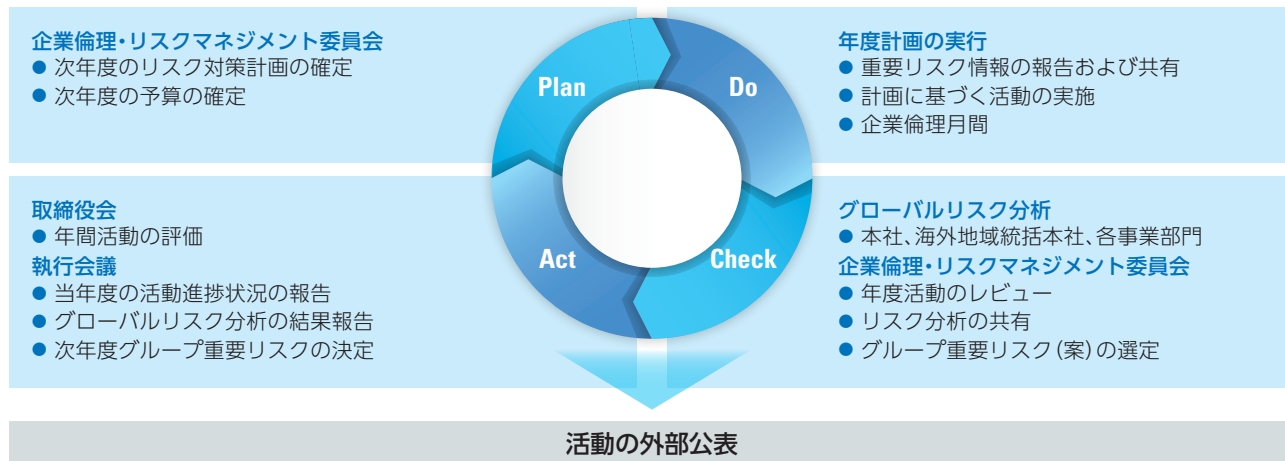 企業倫理・リスクマネジメント委員会
● 次年度のリスク対策計画の確定
● 次年度の予算の確定
Plan
Do
年度計画の実行
● 重要リスク情報の報告および共有
● 計画に基づく活動の実施
● 企業倫理月間
取締役会
● 年間活動の評価
執行会議
● 当年度の活動進捗状況の報告
● グローバルリスク分析の結果報告
● 次年度グループ重要リスクの決定
Act
Check
グローバルリスク分析
● 本社、海外地域統括本社、各事業部門
企業倫理・リスクマネジメント委員会
● 年度活動のレビュー
● リスク分析の共有
● グループ重要リスク(案)の選定
活動の外部公表